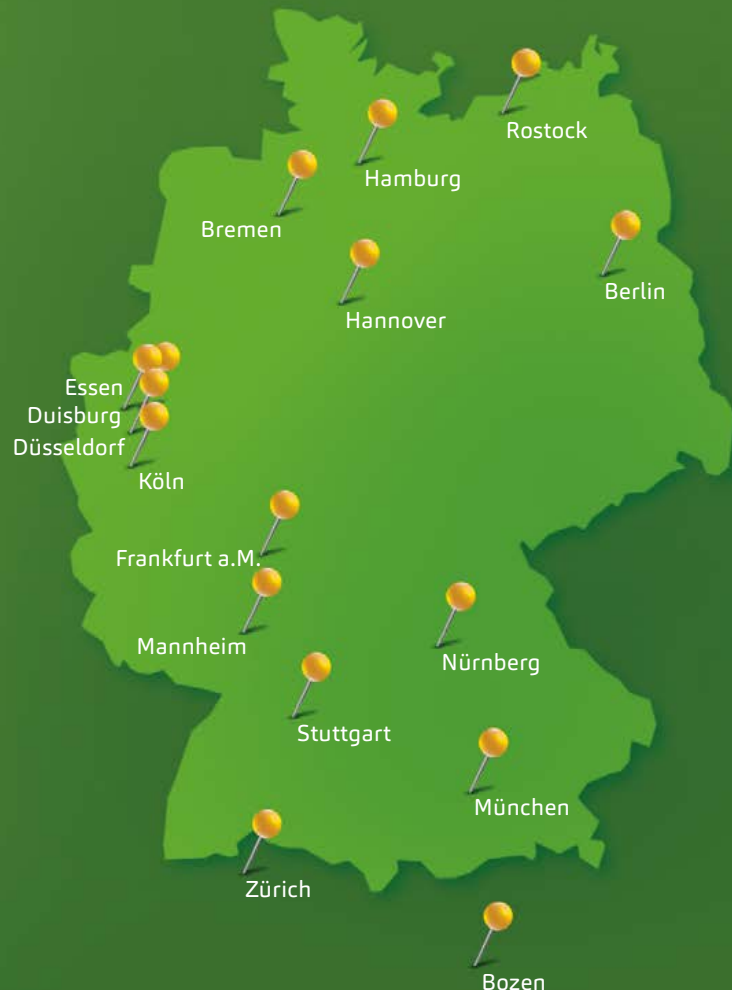 Rostock
Hamburg
Bremen
Berlin
Hannover
Essen
Duisburg
Düsseldorf
Köln
Frankfurt a.M.
Mannheim
Nürnberg
Stuttgart
München
Zürich
Bozen